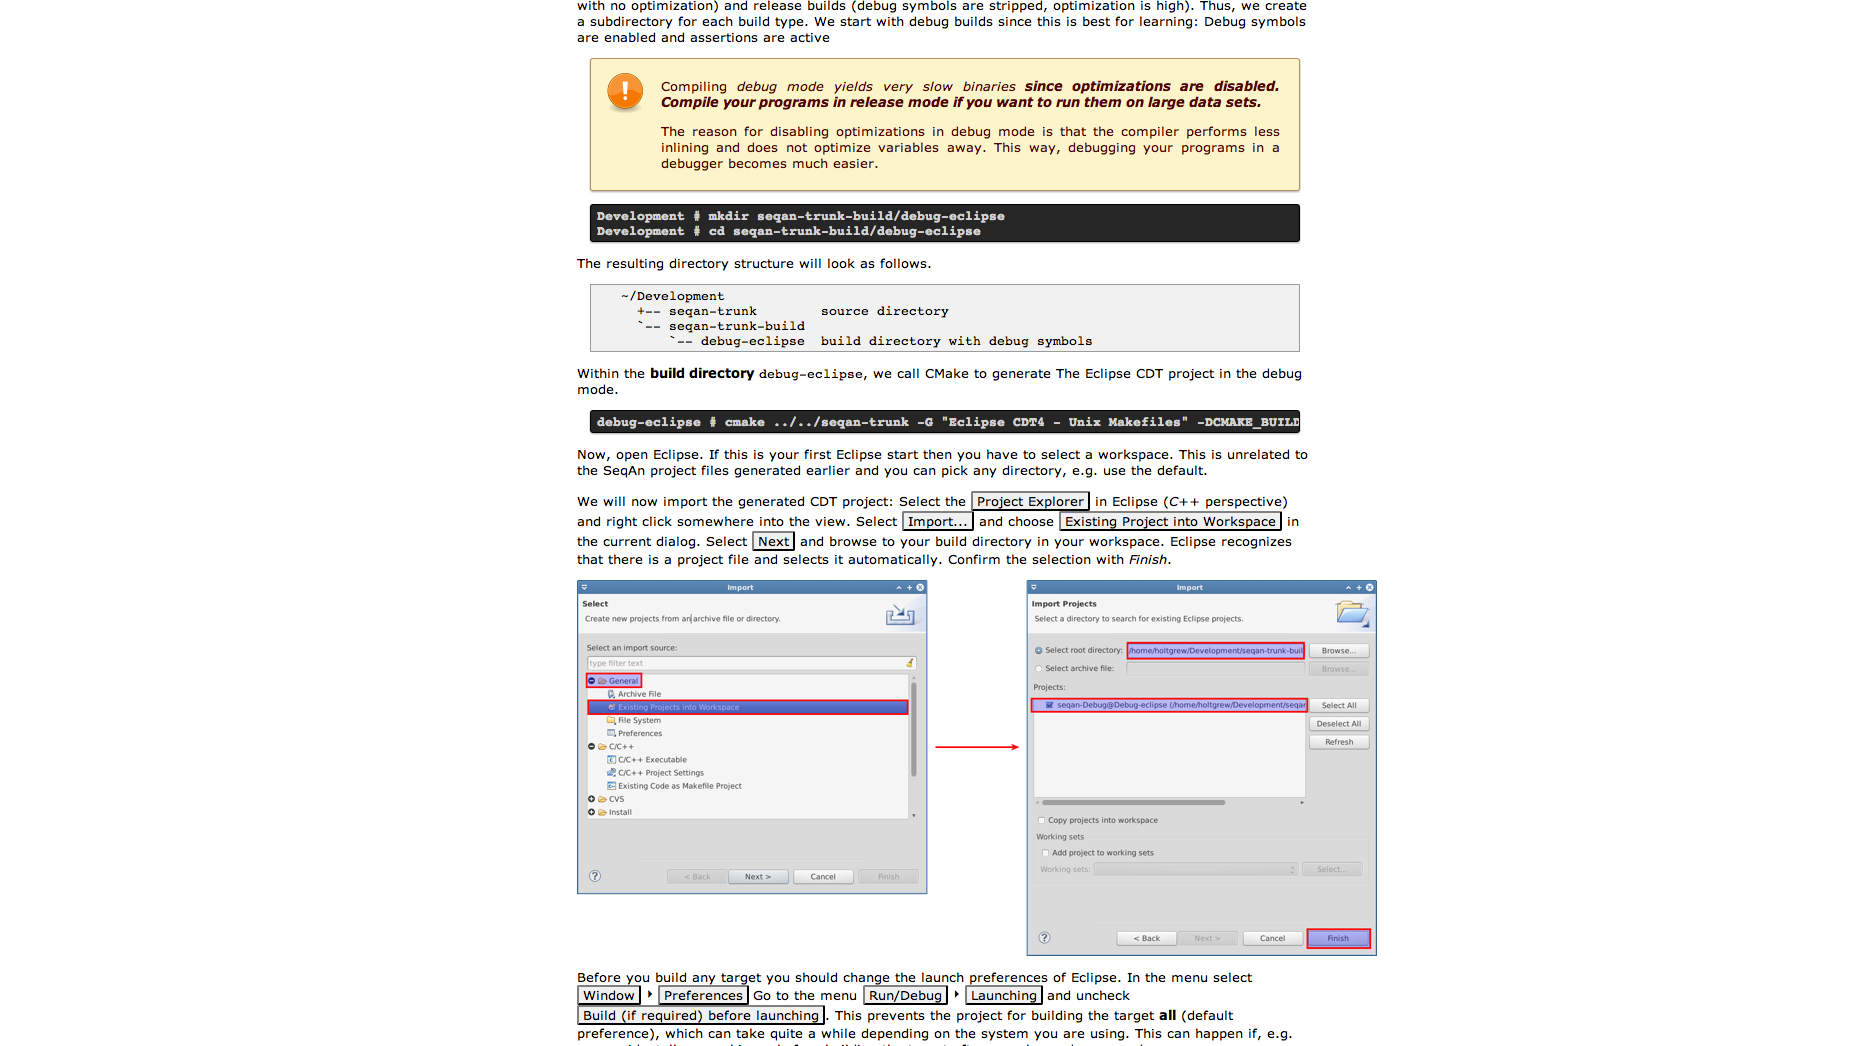 with no optimization) and release builds (debug symbols are stripped, optimization is high). Thus, we create
a subdirectory for each build type. We start with debug builds since this is best for learning: Debug symbols
are enabled and assertions are active
Compiling debug mode yields very slow binaries since optimizations are disabled.
Compile your programs in release mode if you want to run them on large data sets.
The reason for disabling optimizations in debug mode is that the compiler performs less
inlining and does not optimize variables away. This way, debugging your programs in a
debugger becomes much easier.
Development # mkdir seqan-trunk-build/debug-eclipse
Development # cd seqan-trunk-build/debug-eclipse
The resulting directory structure will look as follows.
~/Development
+-- seqan-trunk source directory
`-- seqan-trunk-build
`-- debug-eclipse build directory with debug symbols
Within the build directory debug-eclipse, we call CMake to generate The Eclipse CDT project in the debug
mode.
debug-eclipse # cmake ../../seqan-trunk -G "Eclipse CDT4 - Unix Makefiles" -DCMAKE_BUILD
Now, open Eclipse. If this is your first Eclipse start then you have to select a workspace. This is unrelated to
the SeqAn project files generated earlier and you can pick any directory, e.g. use the default.
We will now import the generated CDT project: Select the Project Explorer in Eclipse (C++ perspective)
and right click somewhere into the view. Select Import... and choose Existing Project into Workspace in
the current dialog. Select Next and browse to your build directory in your workspace. Eclipse recognizes
that there is a project file and selects it automatically. Confirm the selection with Finish.
Import
Select
Create new projects from an archive file or directory.
Select an import source:
type filter text
General
Archive File
Existing Projects into Workspace
File System
Preferences
C/C++
C/C++ Executable
C/C++ Project Settings
Existing Code as Makefile Project
CVS
Install
< Back Next > Cancel Finish
Import
Import Projects
Select a directory to search for existing Eclipse projects.
Select root directory: /home/holtgrew/Development/seqan-trunk-buil Browse...
Select archive file: Browse...
Projects:
seqan-Debug@Debug-eclipse (/home/holtgrew/Development/seqan Select All
Deselect All
Refresh
Copy projects into workspace
Working sets
Add project to working sets
Working sets: Select...
< Back Next > Cancel Finish
Before you build any target you should change the launch preferences of Eclipse. In the menu select
Window Preferences Go to the menu Run/Debug Launching and uncheck
Build (if required) before launching. This prevents the project for building the target all (default
preference), which can take quite a while depending on the system you are using. This can happen if, e.g.